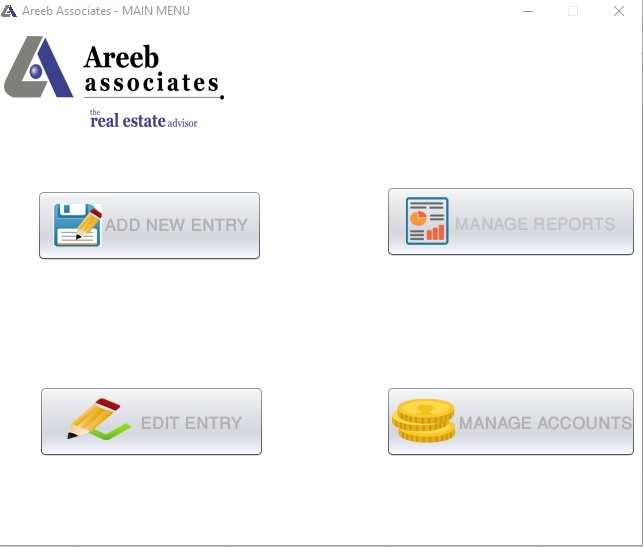 Areeb Associates - MAIN MENU
Areeb
associates
the
real estate advisor
ADD NEW ENTRY
MANAGE REPORTS
EDIT ENTRY
MANAGE ACCOUNTS